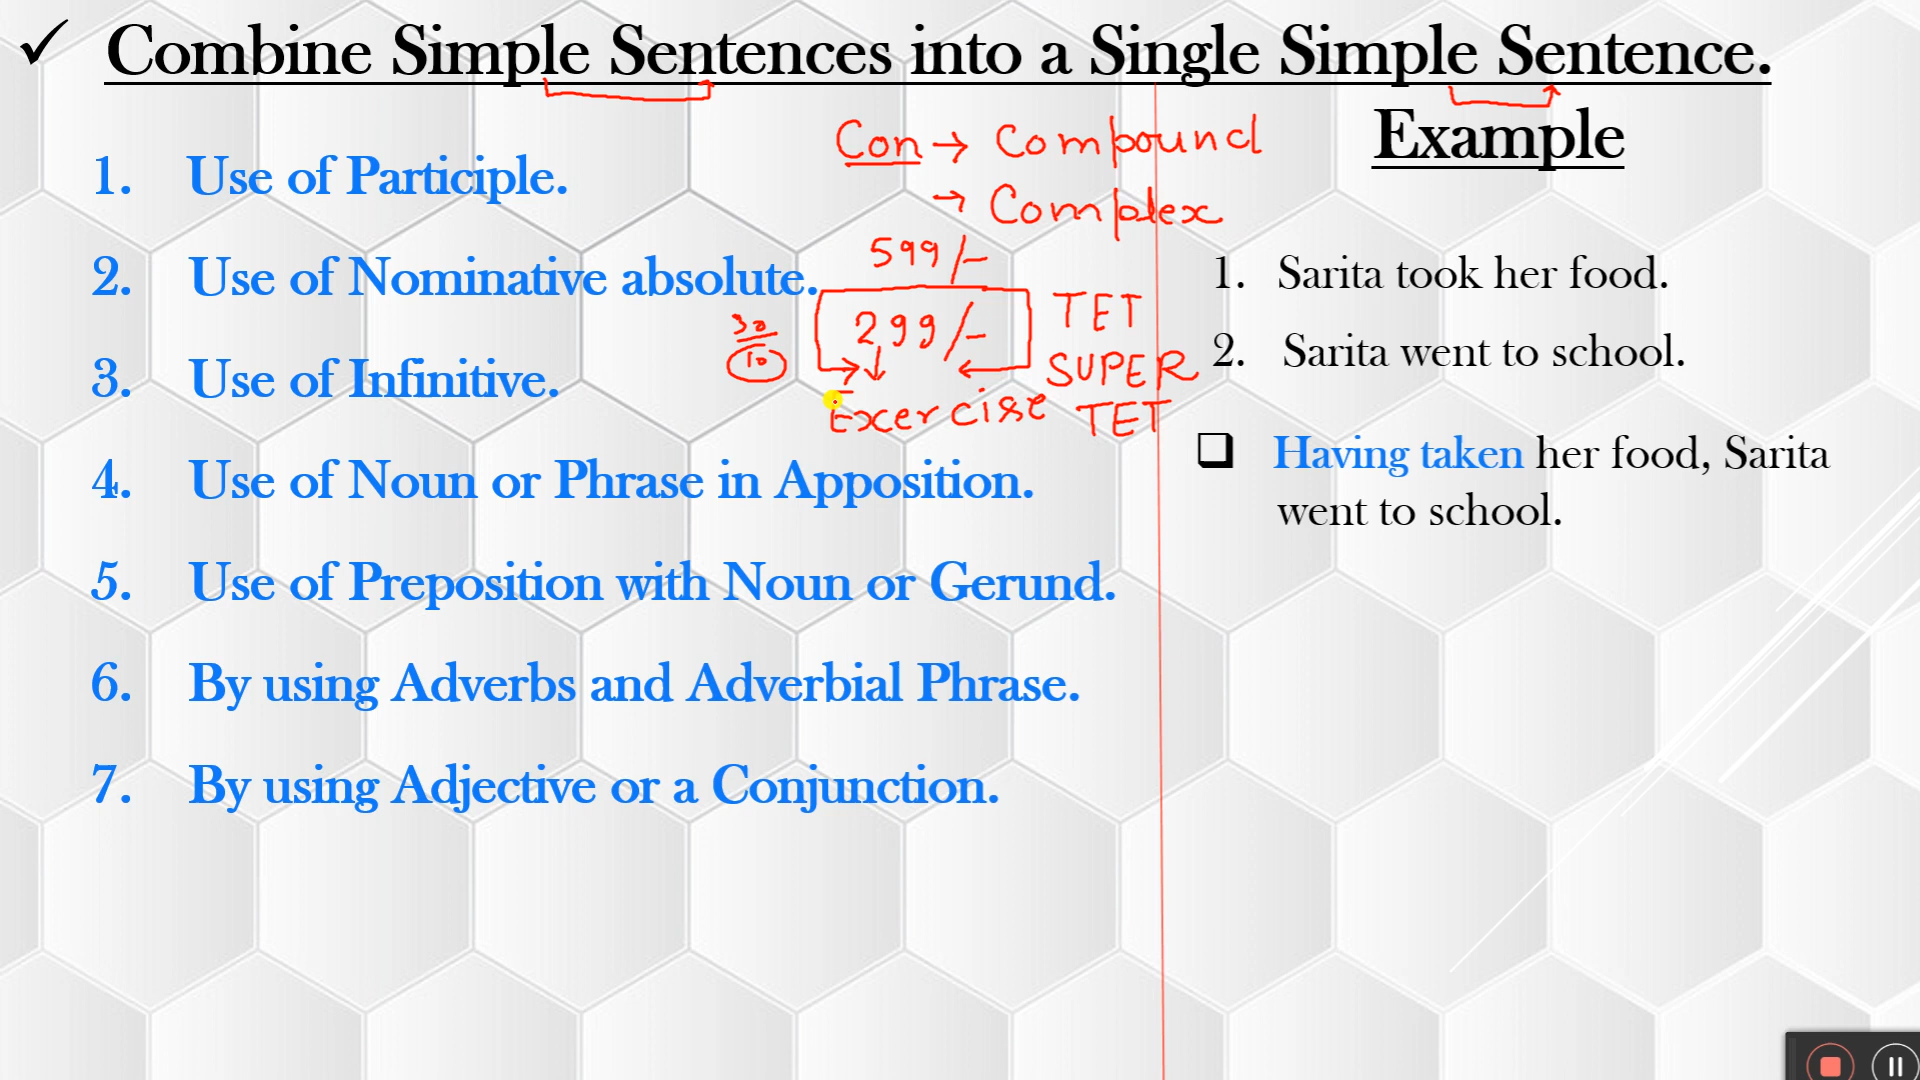 ✓ Combine Simple Sentences into a Single Simple Sentence.
Con → Compound
→ Complex
599/-
299/-
30
10
TET
SUPER
TET
Exercise
1. Use of Participle.
2. Use of Nominative absolute.
3. Use of Infinitive.
4. Use of Noun or Phrase in Apposition.
5. Use of Preposition with Noun or Gerund.
6. By using Adverbs and Adverbial Phrase.
7. By using Adjective or a Conjunction.
Example
1. Sarita took her food.
2. Sarita went to school.
❑ Having taken her food, Sarita
went to school.